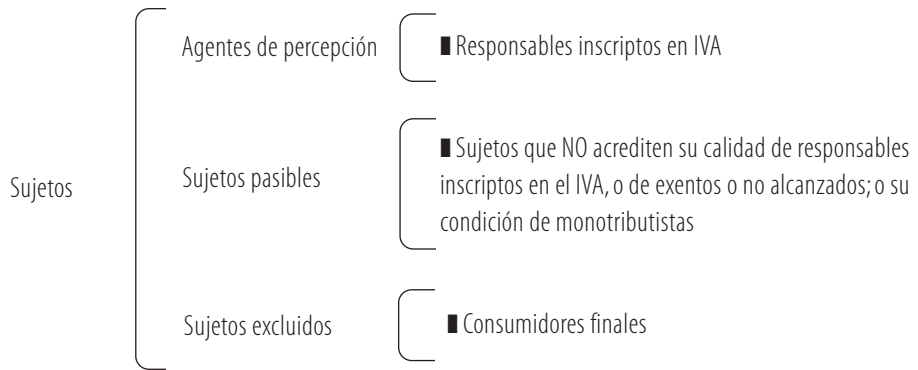 Sujetos
Agentes de percepción
■ Responsables inscriptos en IVA
Sujetos pasibles
■ Sujetos que NO acrediten su calidad de responsables
inscriptos en el IVA, o de exentos o no alcanzados; o su
condición de monotributistas
Sujetos excluidos
■ Consumidores finales